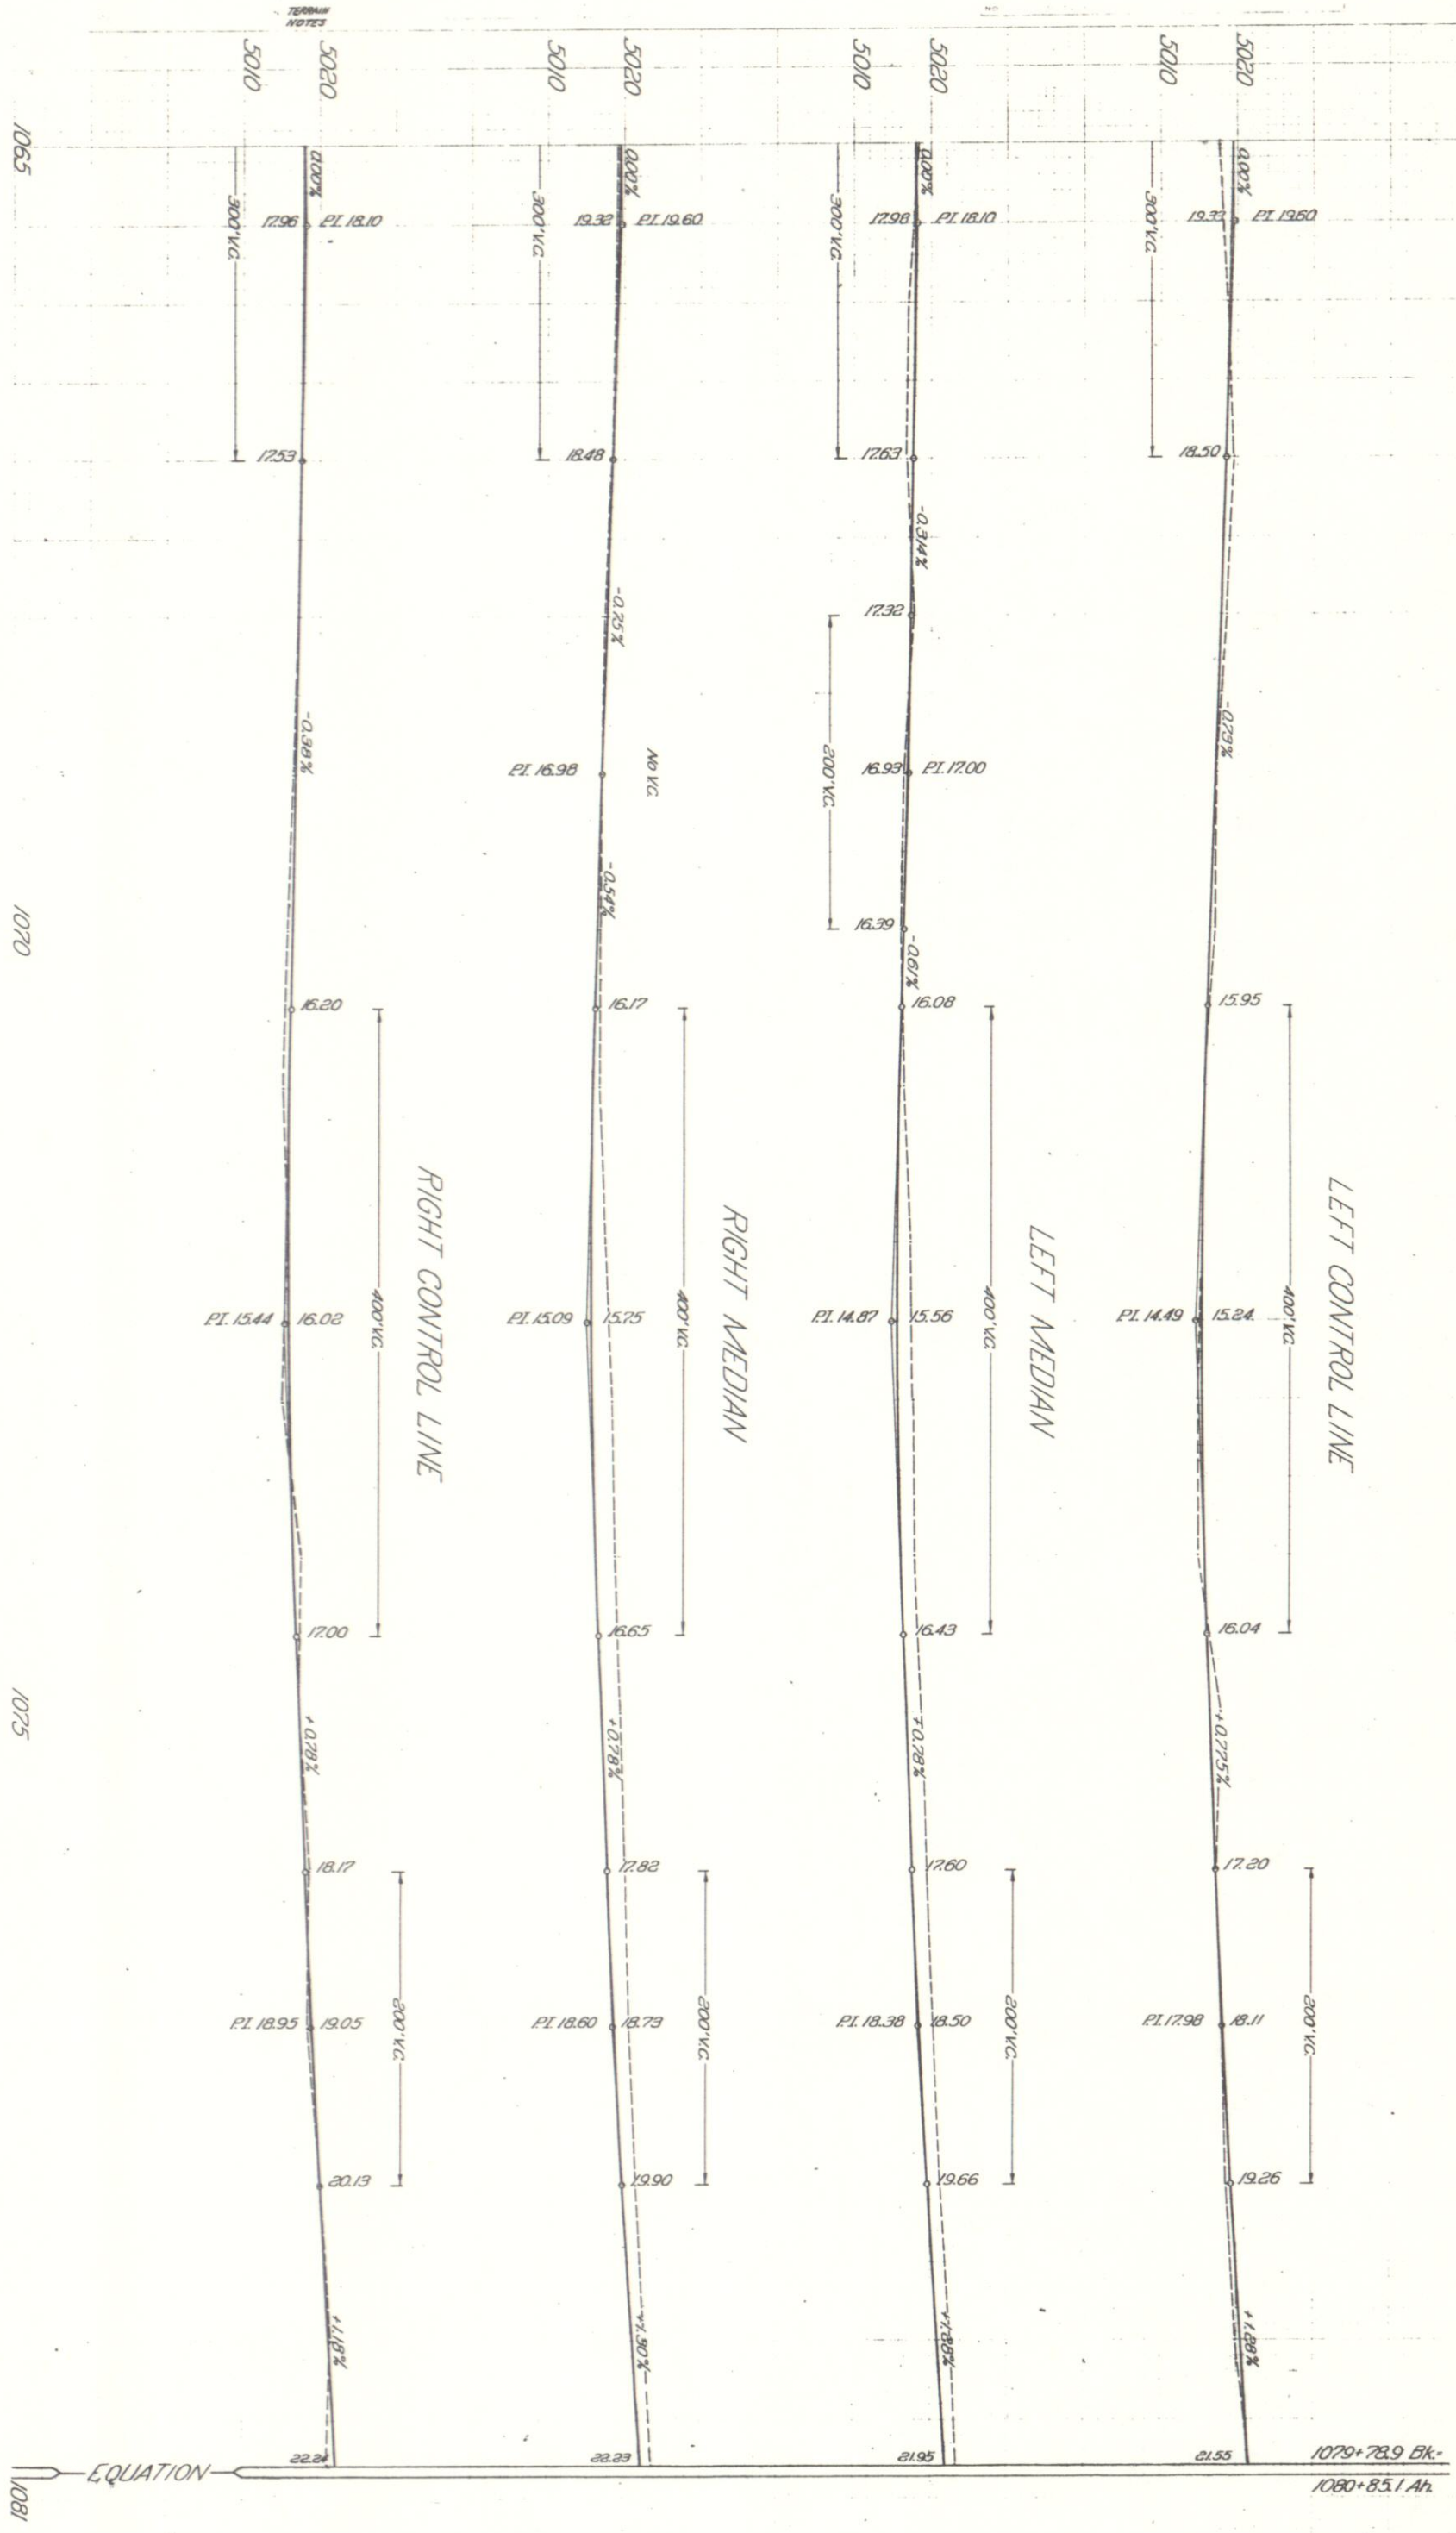 TERRAIN
NOTES
5010
5020
5010
5020
5010
5020
5010
5020
1065
1070
1075
1081
RIGHT CONTROL LINE
0.00%
300' V.C.
17.96
P.I. 18.10
17.53
-0.38%
16.20
400' V.C.
P.I. 15.44
16.02
17.00
+0.78%
18.17
200' V.C.
P.I. 18.95
19.05
20.13
+1.18%
RIGHT MEDIAN
0.00%
300' V.C.
19.32
P.I. 19.60
18.48
-0.75%
P.I. 16.98
NO V.C.
-0.54%
16.17
400' V.C.
P.I. 15.09
15.75
16.65
+0.78%
17.82
200' V.C.
P.I. 18.60
18.73
19.90
+1.30%
22.23
LEFT MEDIAN
0.00%
300' V.C.
17.98
P.I. 18.10
17.63
-0.314%
17.32
200' V.C.
16.93
P.I. 17.00
16.39
-0.61%
16.08
400' V.C.
P.I. 14.87
15.56
16.43
+0.78%
17.60
200' V.C.
P.I. 18.38
18.50
19.66
+1.28%
21.95
LEFT CONTROL LINE
0.00%
300' V.C.
19.33
P.I. 19.60
18.50
-0.73%
15.95
400' V.C.
P.I. 14.49
15.24
16.04
+0.775%
17.20
200' V.C.
P.I. 17.98
18.11
19.26
+1.28%
21.55
EQUATION
1079+78.9 Bk.=
1080+85.1 Ah.